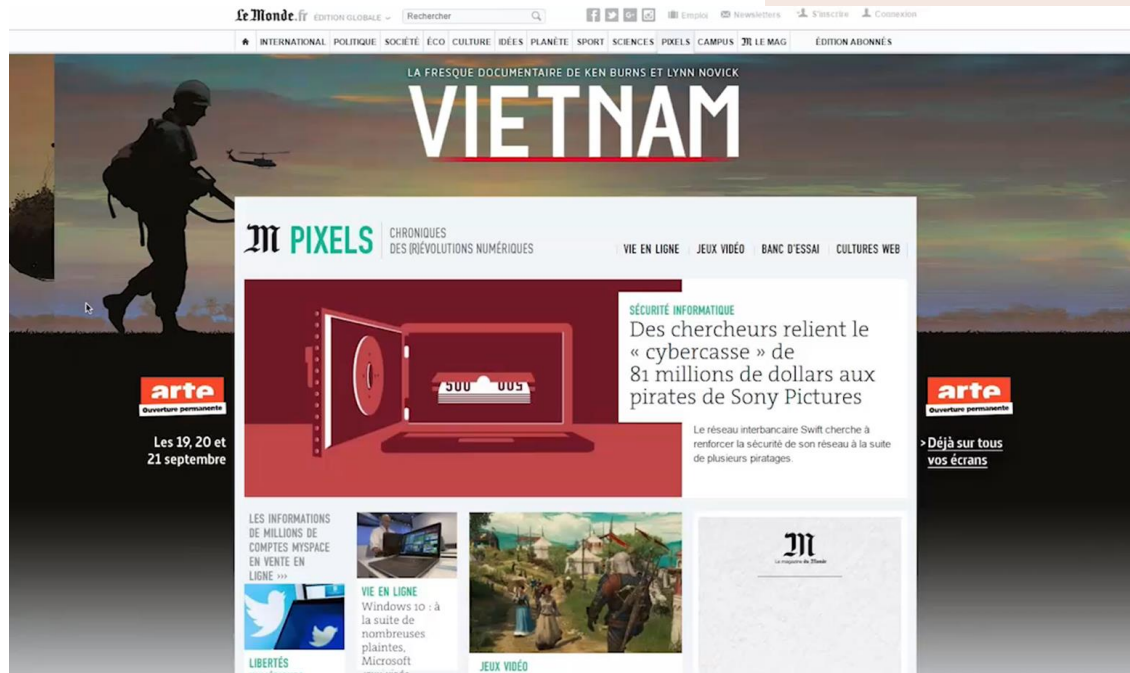 Le Monde.fr ÉDITION GLOBALE Rechercher Emploi Newsletters S'inscrire Connexion
INTERNATIONAL POLITIQUE SOCIÉTÉ ÉCO CULTURE IDÉES PLANÈTE SPORT SCIENCES PIXELS CAMPUS M LE MAG ÉDITION ABONNÉS
LA FRESQUE DOCUMENTAIRE DE KEN BURNS ET LYNN NOVICK
VIETNAM
M PIXELS
CHRONIQUES
DES (R)ÉVOLUTIONS NUMÉRIQUES
VIE EN LIGNE JEUX VIDÉO BANC D'ESSAI CULTURES WEB
SÉCURITÉ INFORMATIQUE
Des chercheurs relient le
« cybercasse » de
81 millions de dollars aux
pirates de Sony Pictures
Le réseau interbancaire Swift cherche à
renforcer la sécurité de son réseau à la suite
de plusieurs piratages.
500 005
arte
Ouverture permanente
Les 19, 20 et
21 septembre
arte
Ouverture permanente
> Déjà sur tous
vos écrans
LES INFORMATIONS
DE MILLIONS DE
COMPTES MYSPACE
EN VENTE EN
LIGNE >>>
LIBERTÉS
VIE EN LIGNE
Windows 10 : à
la suite de
nombreuses
plaintes,
Microsoft
JEUX VIDÉO
M
Le magazine du Monde